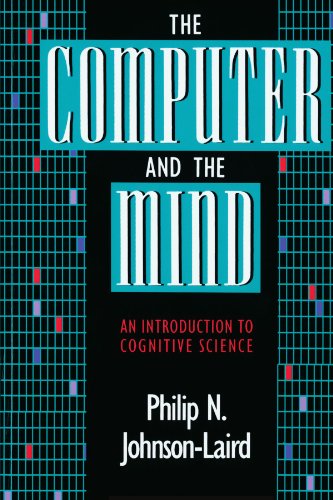 THE
COMPUTER
AND THE
MIND
AN INTRODUCTION TO
COGNITIVE SCIENCE
Philip N.
Johnson-Laird